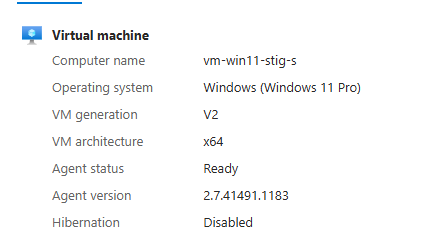 Virtual machine
Computer name vm-win11-stig-s
Operating system Windows (Windows 11 Pro)
VM generation V2
VM architecture x64
Agent status Ready
Agent version 2.7.41491.1183
Hibernation Disabled